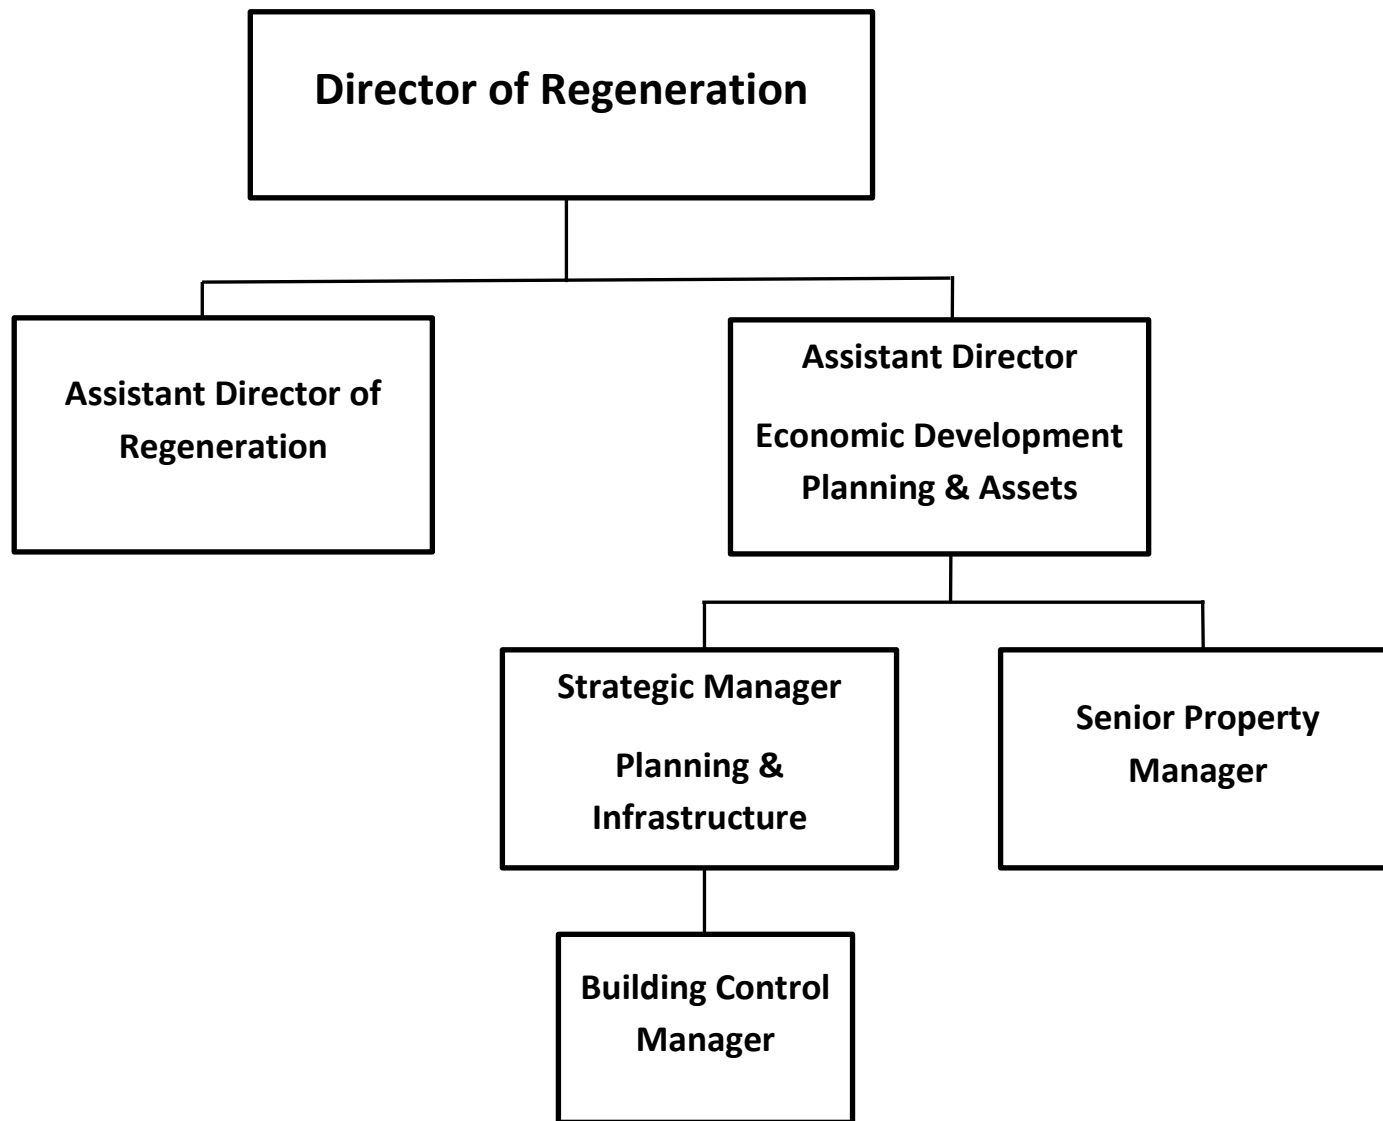 Director of Regeneration
Assistant Director of
Regeneration
Assistant Director
Economic Development
Planning & Assets
Strategic Manager
Planning &
Infrastructure
Senior Property
Manager
Building Control
Manager